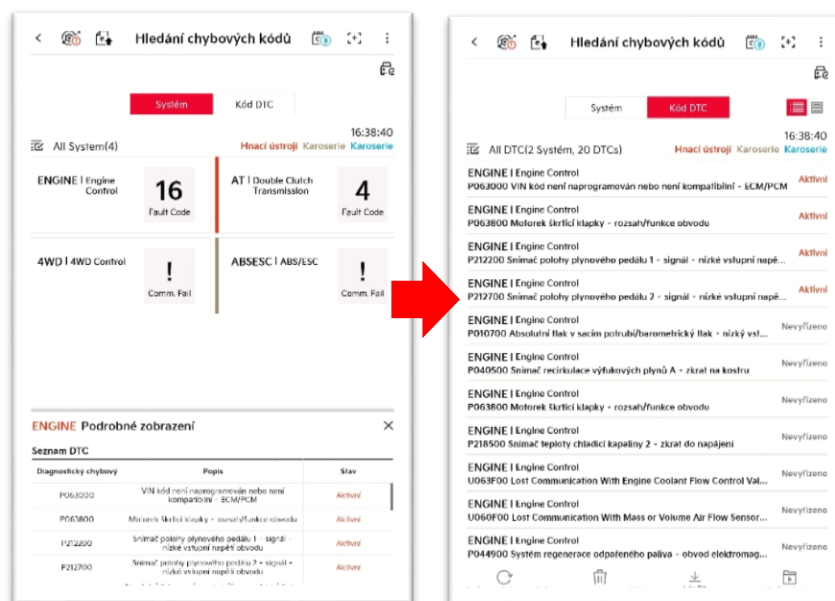 Hledání chybových kódů
Systém
Kód DTC
16:38:40
All System(4)
Hnací ústrojí Karoserie Karoserie
ENGINE | Engine Control
16
Fault Code
AT | Double Clutch Transmission
4
Fault Code
4WD | 4WD Control
!
Comm. Fail
ABSESC | ABS/ESC
!
Comm. Fail
ENGINE Podrobné zobrazení
Seznam DTC
Diagnostický chybový
Popis
Stav
P063000
VIN kód není naprogramován nebo není
kompatibilní - ECM/PCM
Aktivní
P063800
Motorek škrticí klapky - rozsah/funkce obvodu
Aktivní
P212200
Snímač polohy plynového pedálu 1 - signál -
nízké vstupní napětí obvodu
Aktivní
P212700
Snímač polohy plynového pedálu 2 - signál -
nízké vstupní napětí obvodu
Aktivní
Hledání chybových kódů
Systém
Kód DTC
16:38:40
All DTC(2 Systém, 20 DTCs)
Hnací ústrojí Karoserie Karoserie
ENGINE | Engine Control
P063000 VIN kód není naprogramován nebo není kompatibilní - ECM/PCM
Aktivní
ENGINE | Engine Control
P063800 Motorek škrticí klapky - rozsah/funkce obvodu
Aktivní
ENGINE | Engine Control
P212200 Snímač polohy plynového pedálu 1 - signál - nízké vstupní napě...
Aktivní
ENGINE | Engine Control
P212700 Snímač polohy plynového pedálu 2 - signál - nízké vstupní napě...
Aktivní
ENGINE | Engine Control
P010700 Absolutní tlak v sacím potrubí/barometrický tlak - nízký vst...
Nevyřízeno
ENGINE | Engine Control
P040500 Snímač recirkulace výfukových plynů A - zkrat na kostru
Nevyřízeno
ENGINE | Engine Control
P063800 Motorek škrticí klapky - rozsah/funkce obvodu
Nevyřízeno
ENGINE | Engine Control
P218500 Snímač teploty chladicí kapaliny 2 - zkrat do napájení
Nevyřízeno
ENGINE | Engine Control
U063F00 Lost Communication With Engine Coolant Flow Control Val...
Nevyřízeno
ENGINE | Engine Control
U060F00 Lost Communication With Mass or Volume Air Flow Sensor...
Nevyřízeno
ENGINE | Engine Control
P044900 Systém regenerace odpařeného paliva - obvod elektromag...
Nevyřízeno